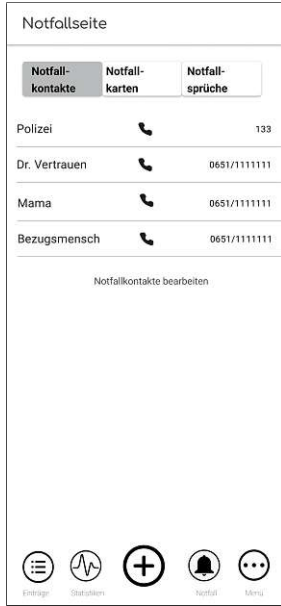 Notfallseite
Notfall-
kontakte
Notfall-
karten
Notfall-
sprüche
Polizei 133
Dr. Vertrauen 0651/1111111
Mama 0651/1111111
Bezugsmensch 0651/1111111
Notfallkontakte bearbeiten
Einträge Statistiken Notfall Menü